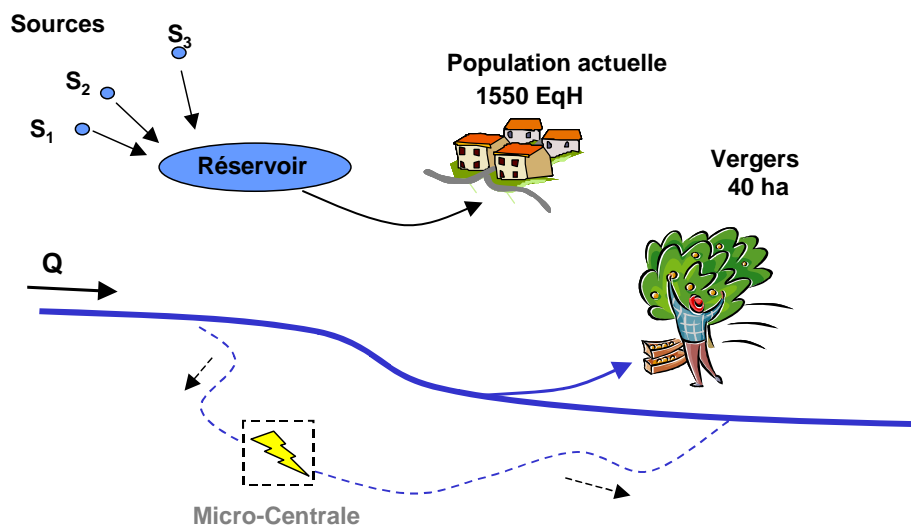 Sources
S3
S2
S1
Réservoir
Population actuelle
1550 EqH
Vergers
40 ha
Q
Micro-Centrale